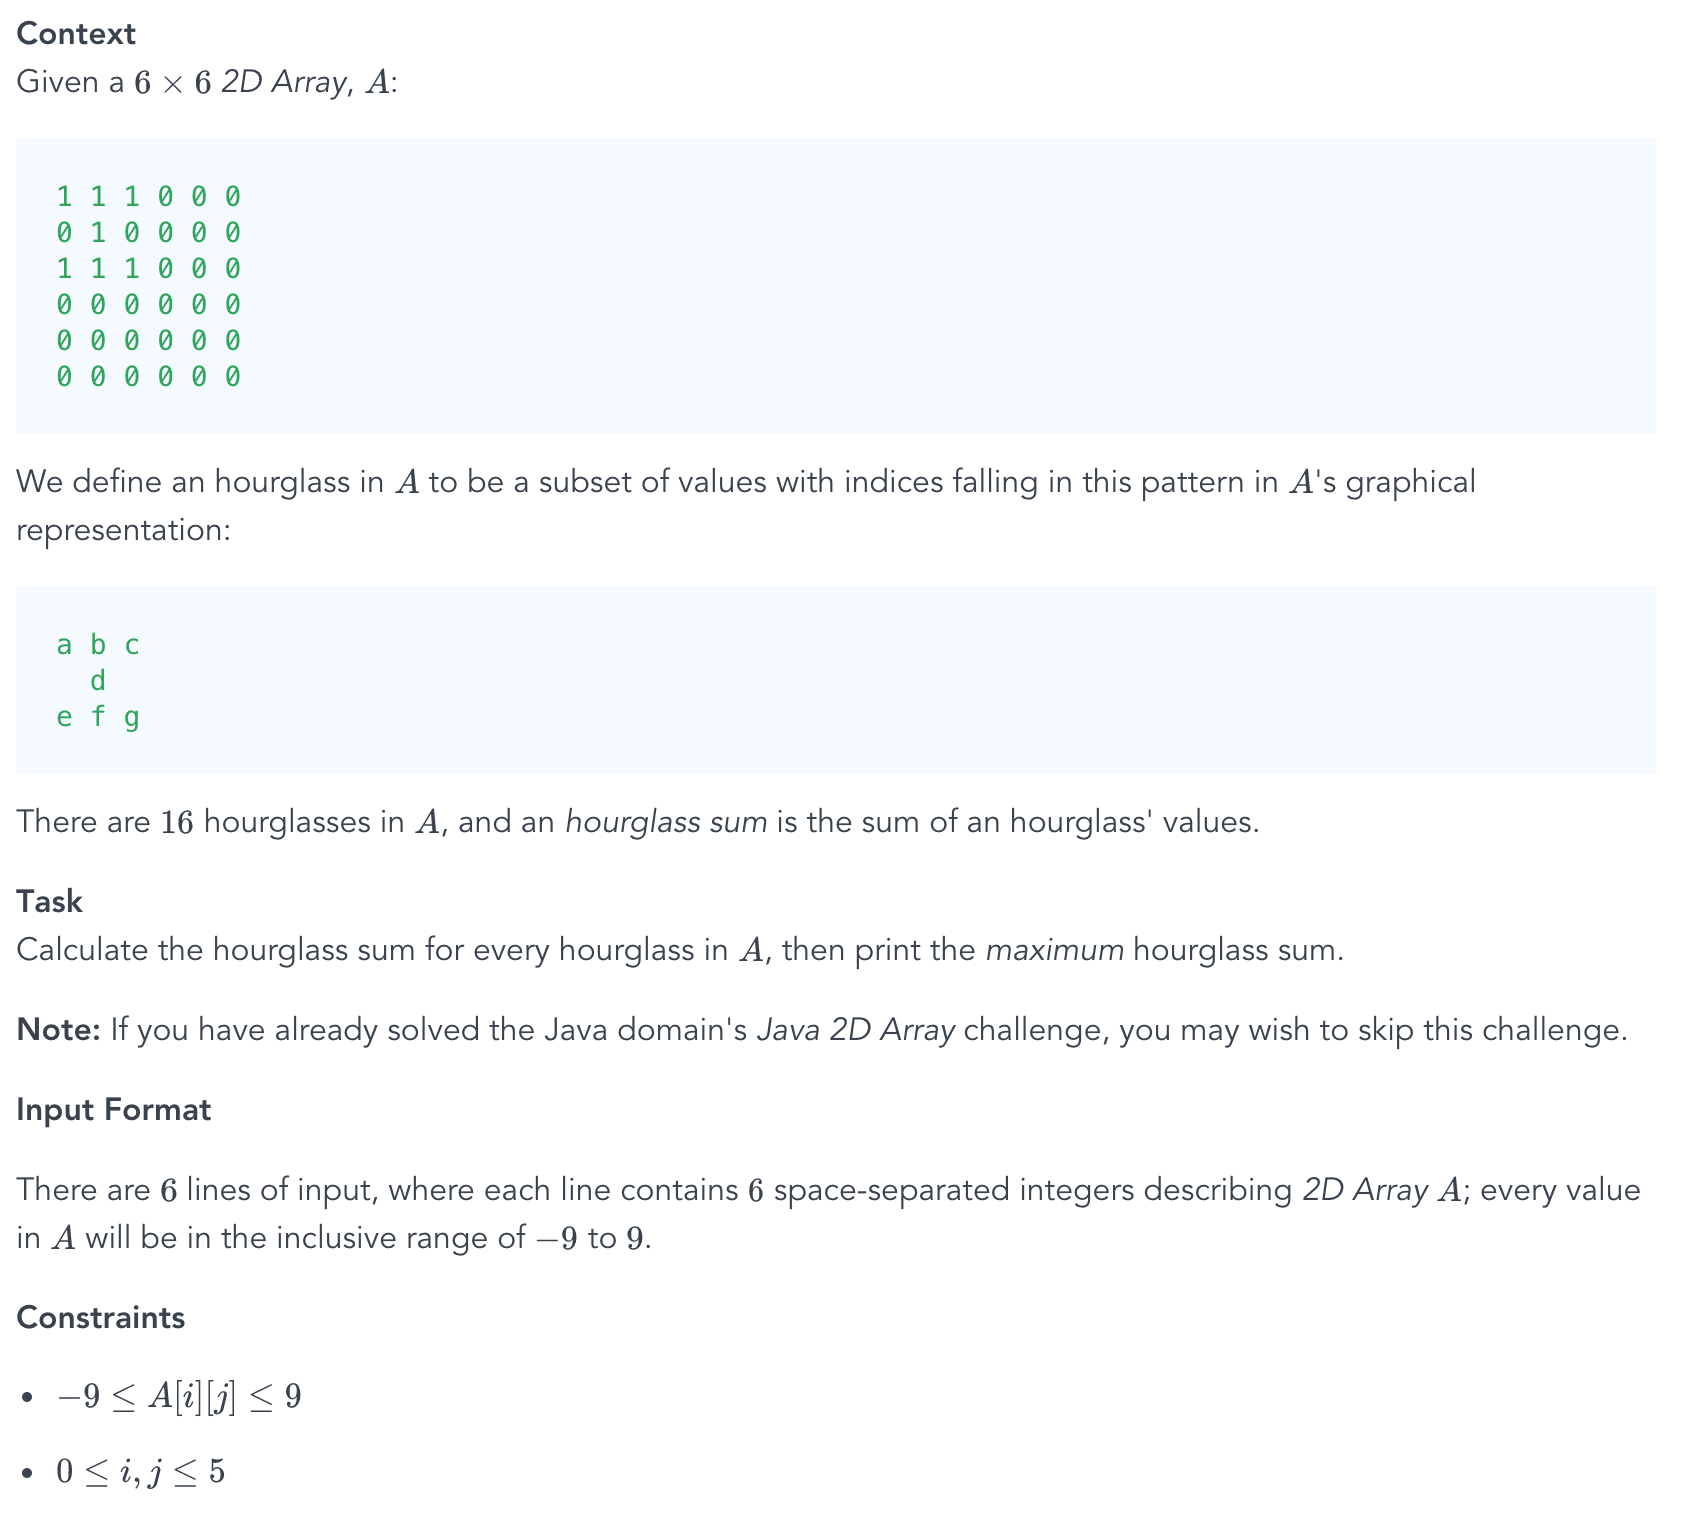 Context
Given a 6 × 6 2D Array, A:
1 1 1 0 0 0
0 1 0 0 0 0
1 1 1 0 0 0
0 0 0 0 0 0
0 0 0 0 0 0
0 0 0 0 0 0
We define an hourglass in A to be a subset of values with indices falling in this pattern in A's graphical
representation:
a b c
  d
e f g
There are 16 hourglasses in A, and an hourglass sum is the sum of an hourglass' values.
Task
Calculate the hourglass sum for every hourglass in A, then print the maximum hourglass sum.
Note: If you have already solved the Java domain's Java 2D Array challenge, you may wish to skip this challenge.
Input Format
There are 6 lines of input, where each line contains 6 space-separated integers describing 2D Array A; every value
in A will be in the inclusive range of −9 to 9.
Constraints
• −9 ≤ A[i][j] ≤ 9
• 0 ≤ i, j ≤ 5